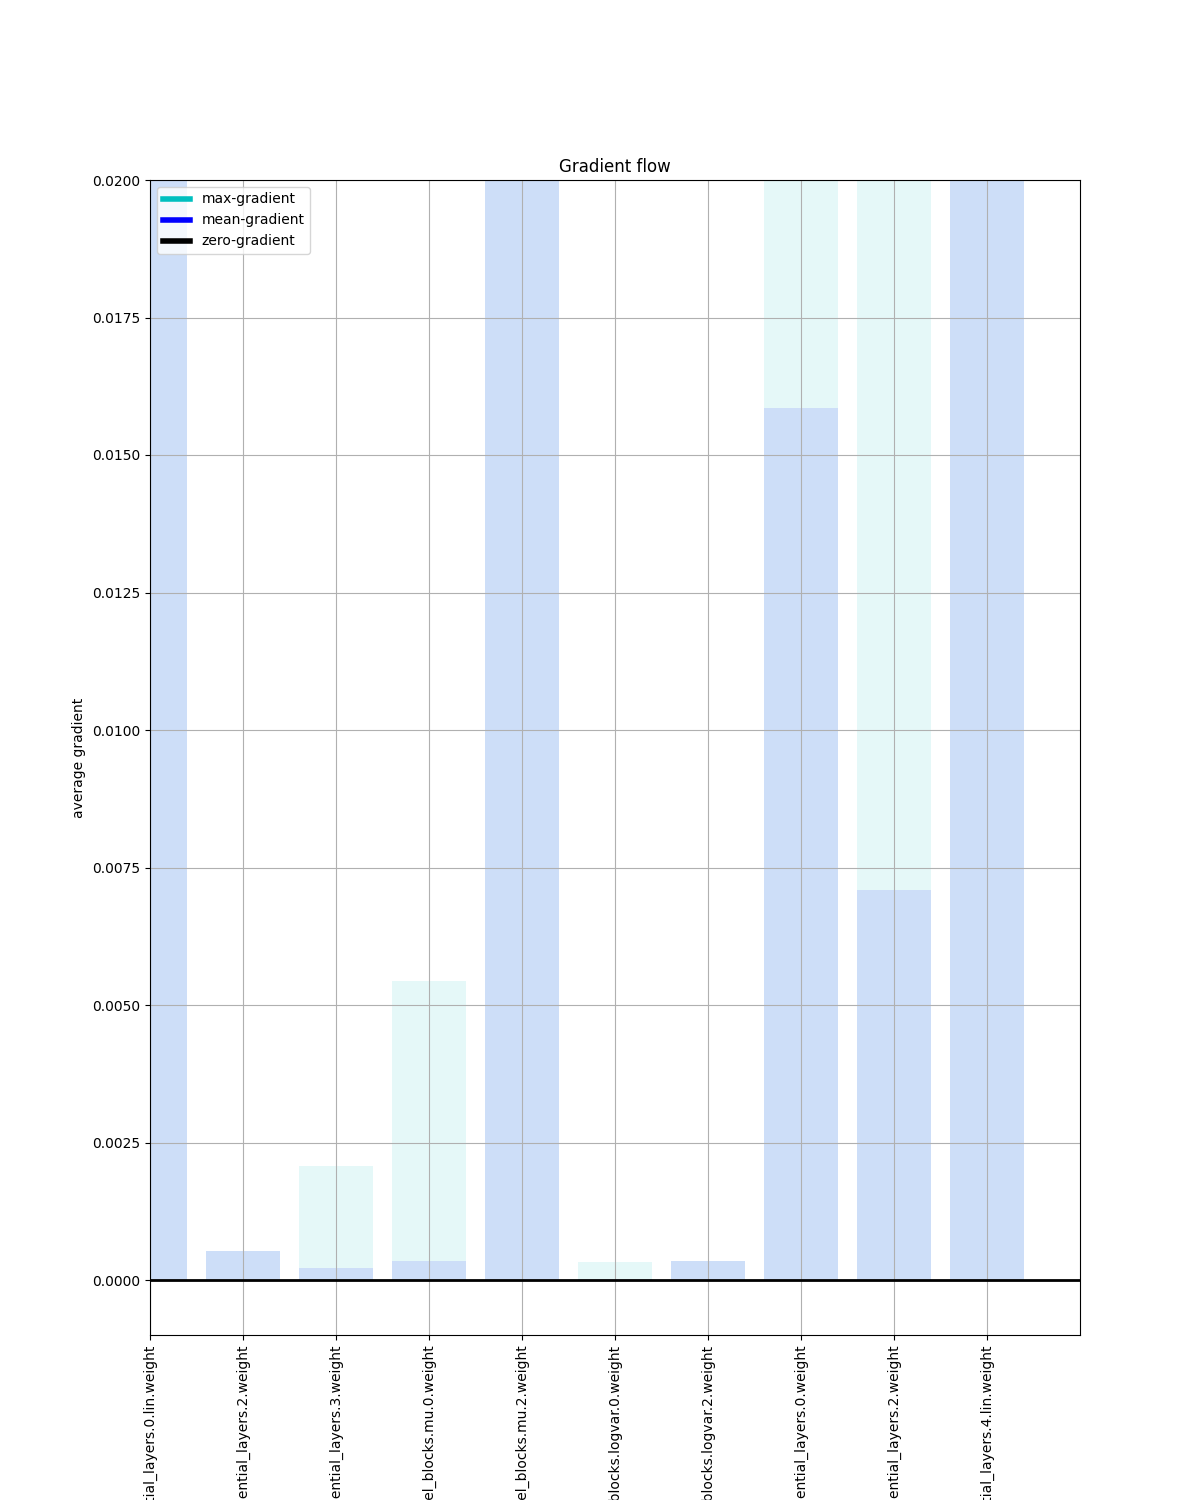 Gradient flow
max-gradient
mean-gradient
zero-gradient
average gradient
0.0200
0.0175
0.0150
0.0125
0.0100
0.0075
0.0050
0.0025
0.0000
tial_layers.0.lin.weight
ential_layers.2.weight
ential_layers.3.weight
el_blocks.mu.0.weight
el_blocks.mu.2.weight
blocks.logvar.0.weight
blocks.logvar.2.weight
ential_layers.0.weight
ential_layers.2.weight
tial_layers.4.lin.weight